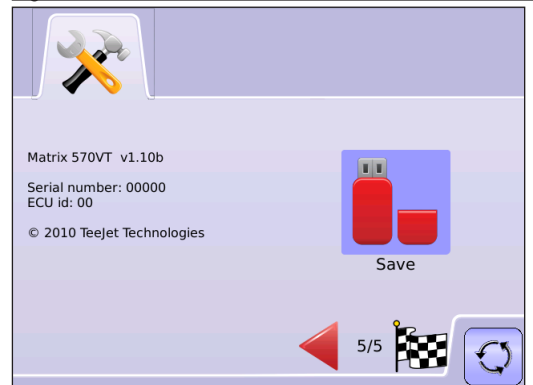 Matrix 570VT v1.10b
Serial number: 00000
ECU id: 00
© 2010 TeeJet Technologies
Save
5/5